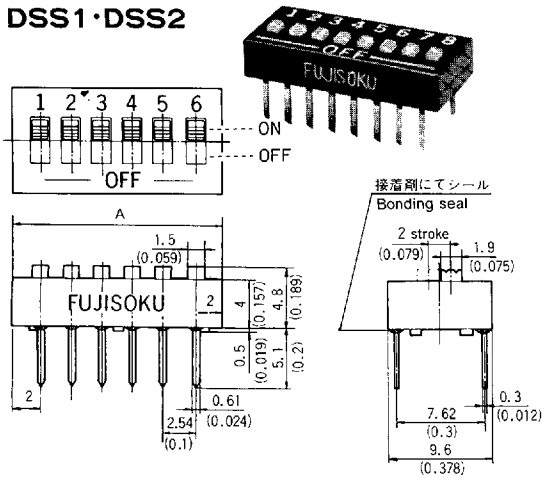 DSS1·DSS2
1 2 3 4 5 6 7 8
OFF
FUJISOKU
1 2 3 4 5 6
ON
OFF
OFF
接着剤にてシール
Bonding seal
A
1.5
(0.059)
2 stroke
(0.079)
1.9
(0.075)
FUJISOKU
2
4
(0.157)
4.8
(0.189)
0.5
(0.019)
5.1
(0.2)
2
2.54
(0.1)
0.61
(0.024)
0.3
(0.012)
7.62
(0.3)
9.6
(0.378)